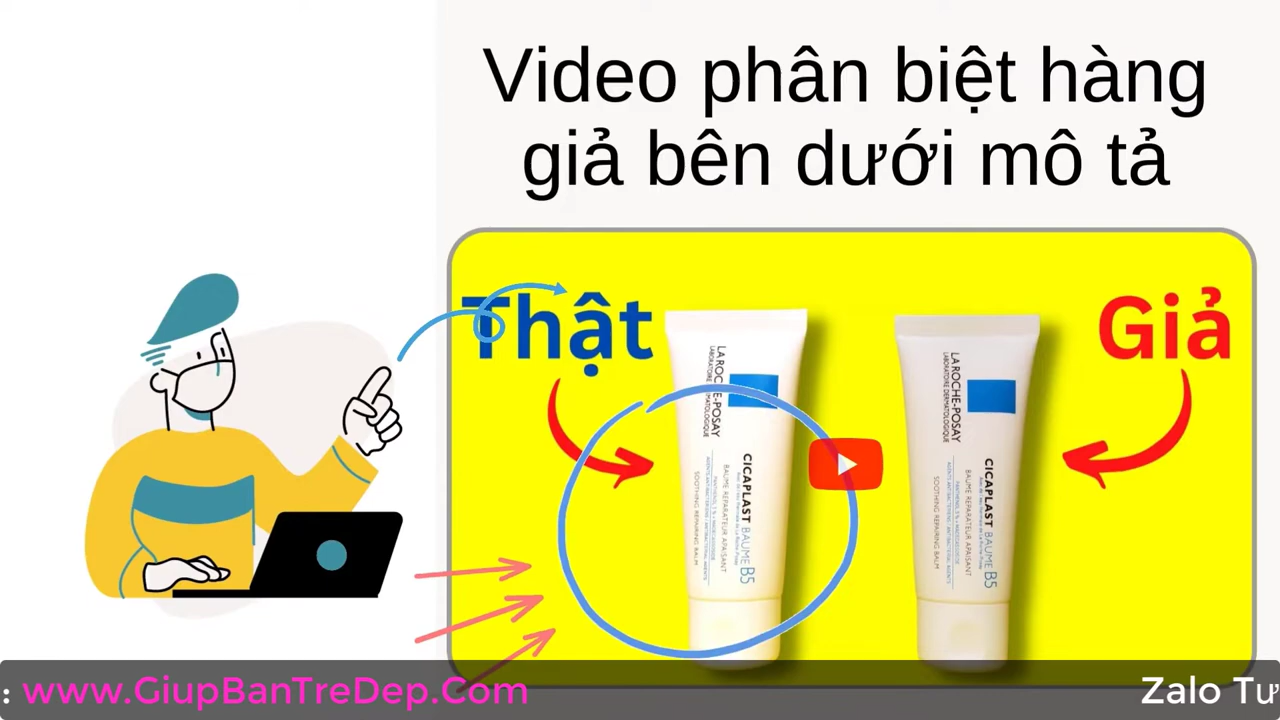 Video phân biệt hàng
giả bên dưới mô tả
Thật
Giả
LA ROCHE-POSAY
LABORATOIRE DERMATOLOGIQUE
CICAPLAST BAUME B5
BAUME RÉPARATEUR APAISANT
SOOTHING REPAIRING BALM
LA ROCHE-POSAY
LABORATOIRE DERMATOLOGIQUE
CICAPLAST BAUME B5
BAUME RÉPARATEUR APAISANT
SOOTHING REPAIRING BALM
: www.GiupBanTreDep.Com
Zalo Tư